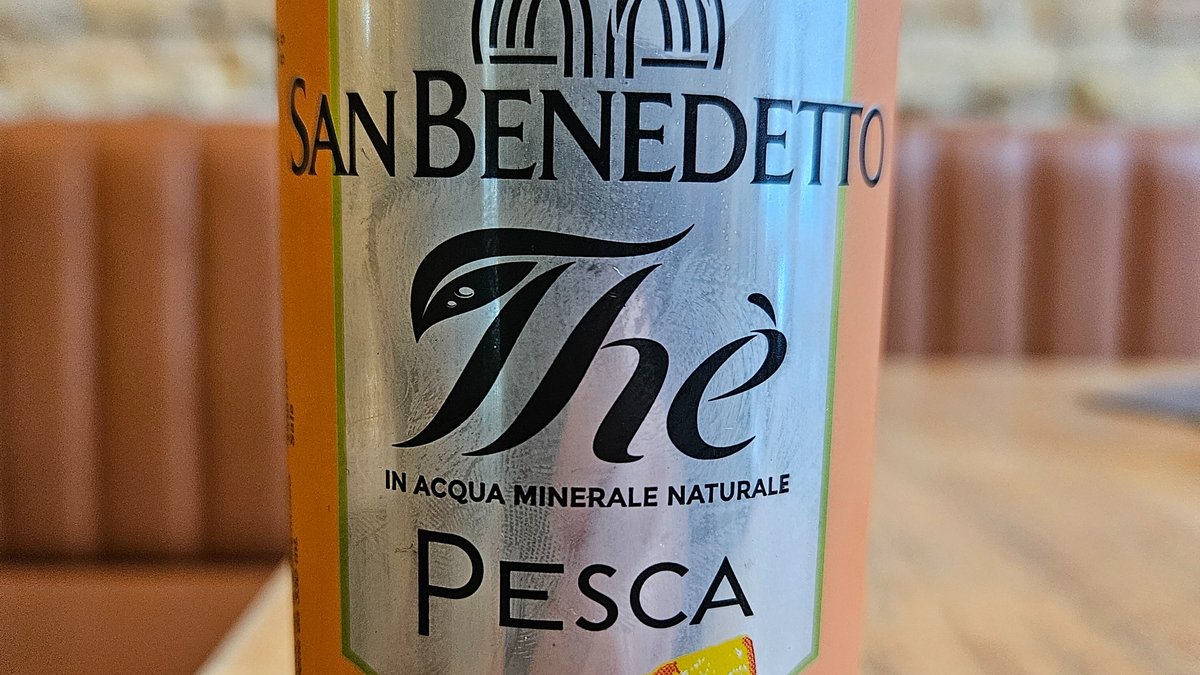 SAN BENEDETTO
Thè
IN ACQUA MINERALE NATURALE
PESCA